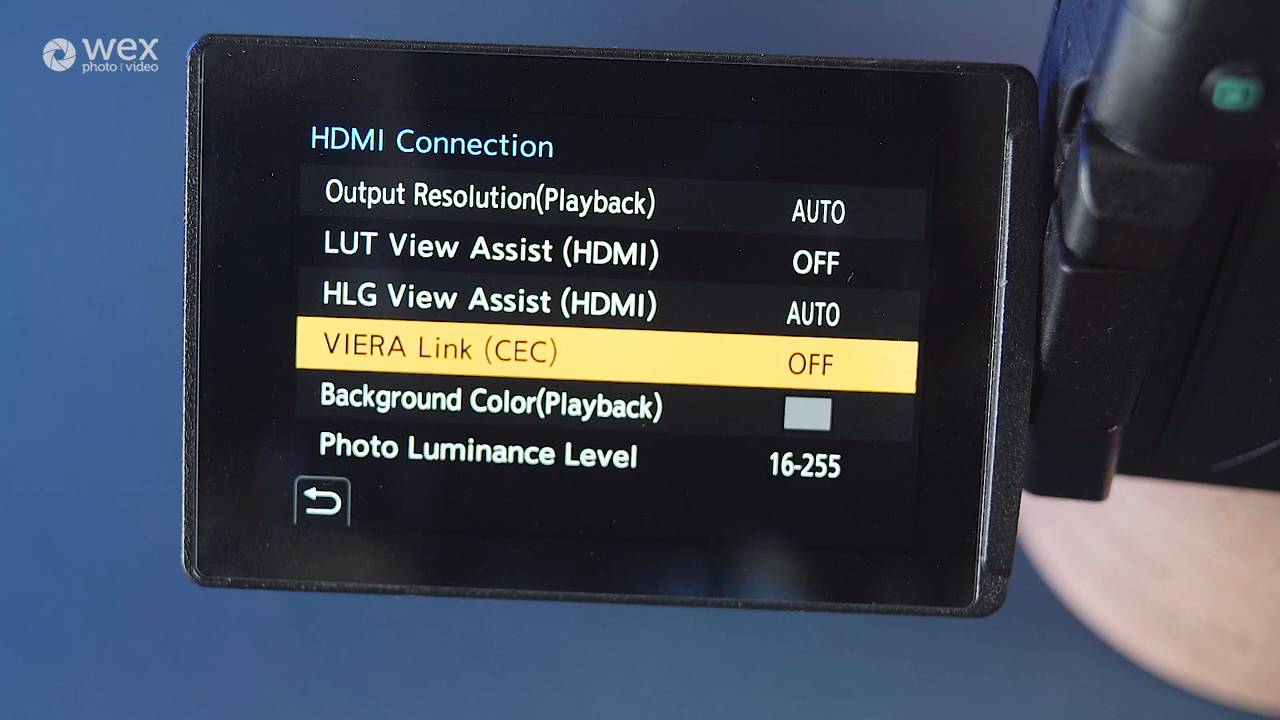 wex
photo | video
HDMI Connection
Output Resolution(Playback) AUTO
LUT View Assist (HDMI) OFF
HLG View Assist (HDMI) AUTO
VIERA Link (CEC) OFF
Background Color(Playback)
Photo Luminance Level 16-255